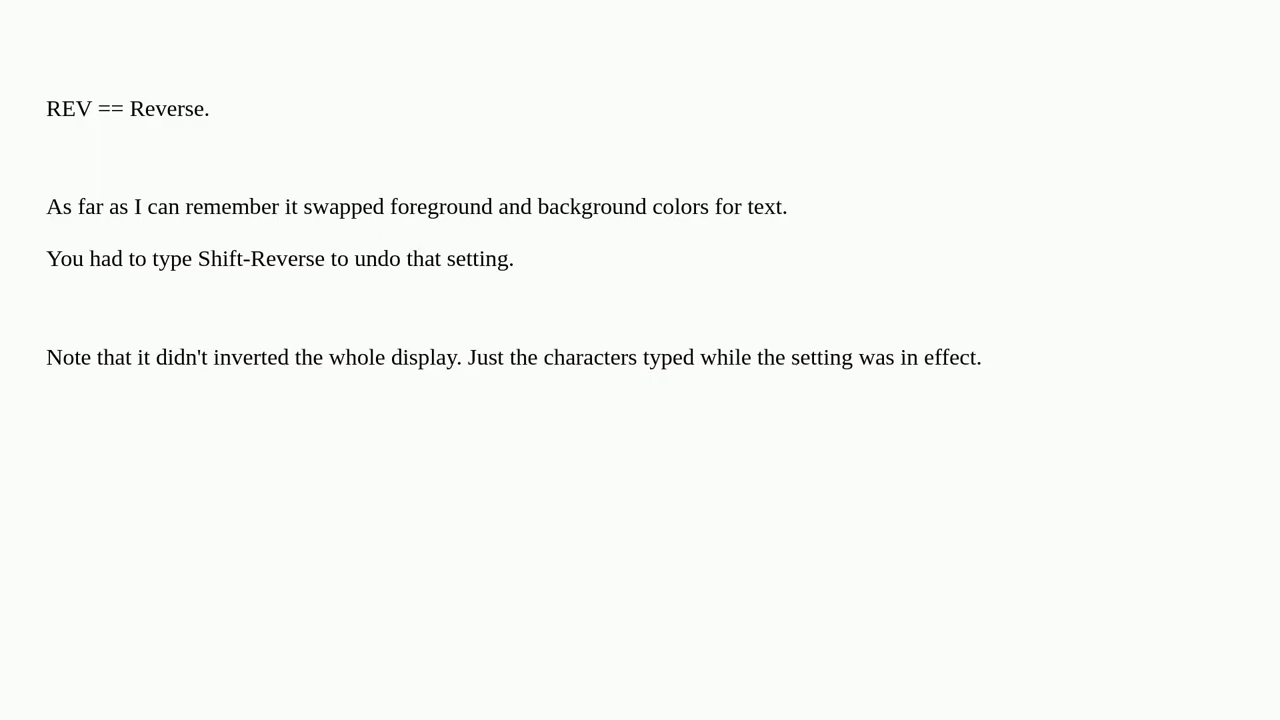 REV == Reverse.
As far as I can remember it swapped foreground and background colors for text.
You had to type Shift-Reverse to undo that setting.
Note that it didn't inverted the whole display. Just the characters typed while the setting was in effect.